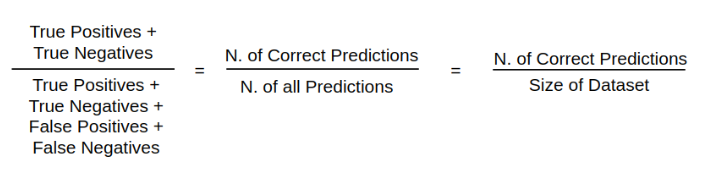 True Positives +
True Negatives
True Positives +
True Negatives +
False Positives +
False Negatives
=
N. of Correct Predictions
N. of all Predictions
=
N. of Correct Predictions
Size of Dataset